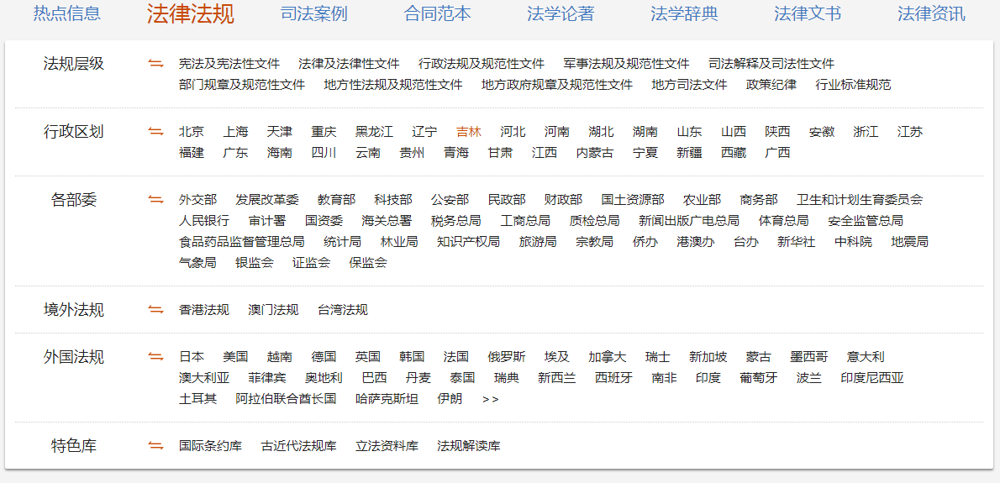 热点信息 法律法规 司法案例 合同范本 法学论著 法学辞典 法律文书 法律资讯
法规层级 ⇋ 宪法及宪法性文件 法律及法律性文件 行政法规及规范性文件 军事法规及规范性文件 司法解释及司法性文件
部门规章及规范性文件 地方性法规及规范性文件 地方政府规章及规范性文件 地方司法文件 政策纪律 行业标准规范
行政区划 ⇋ 北京 上海 天津 重庆 黑龙江 辽宁 吉林 河北 河南 湖北 湖南 山东 山西 陕西 安徽 浙江 江苏
福建 广东 海南 四川 云南 贵州 青海 甘肃 江西 内蒙古 宁夏 新疆 西藏 广西
各部委 ⇋ 外交部 发展改革委 教育部 科技部 公安部 民政部 财政部 国土资源部 农业部 商务部 卫生和计划生育委员会
人民银行 审计署 国资委 海关总署 税务总局 工商总局 质检总局 新闻出版广电总局 体育总局 安全监管总局
食品药品监督管理总局 统计局 林业局 知识产权局 旅游局 宗教局 侨办 港澳办 台办 新华社 中科院 地震局
气象局 银监会 证监会 保监会
境外法规 ⇋ 香港法规 澳门法规 台湾法规
外国法规 ⇋ 日本 美国 越南 德国 英国 韩国 法国 俄罗斯 埃及 加拿大 瑞士 新加坡 蒙古 墨西哥 意大利
澳大利亚 菲律宾 奥地利 巴西 丹麦 泰国 瑞典 新西兰 西班牙 南非 印度 葡萄牙 波兰 印度尼西亚
土耳其 阿拉伯联合酋长国 哈萨克斯坦 伊朗 >>
特色库 ⇋ 国际条约库 古近代法规库 立法资料库 法规解读库